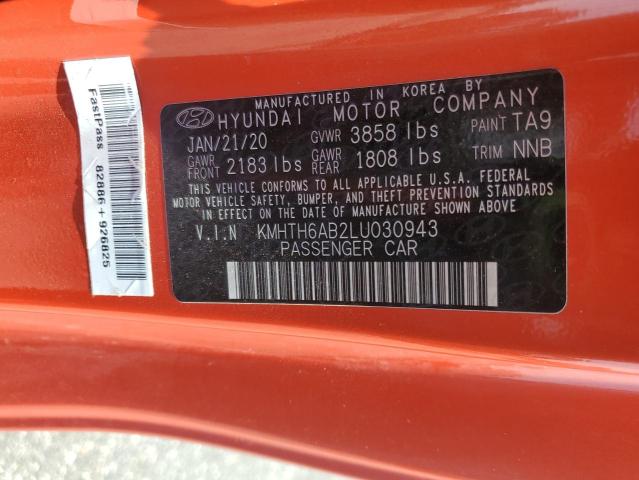 MANUFACTURED IN KOREA BY
HYUNDAI MOTOR COMPANY
JAN/21/20 GVWR 3858 lbs PAINT TA9
GAWR FRONT 2183 lbs GAWR REAR 1808 lbs TRIM NNB
THIS VEHICLE CONFORMS TO ALL APPLICABLE U.S.A. FEDERAL
MOTOR VEHICLE SAFETY, BUMPER, AND THEFT PREVENTION STANDARDS
IN EFFECT ON THE DATE OF MANUFACTURE SHOWN ABOVE.
V.I.N KMHTH6AB2LU030943
PASSENGER CAR
FastPass 82886+926825